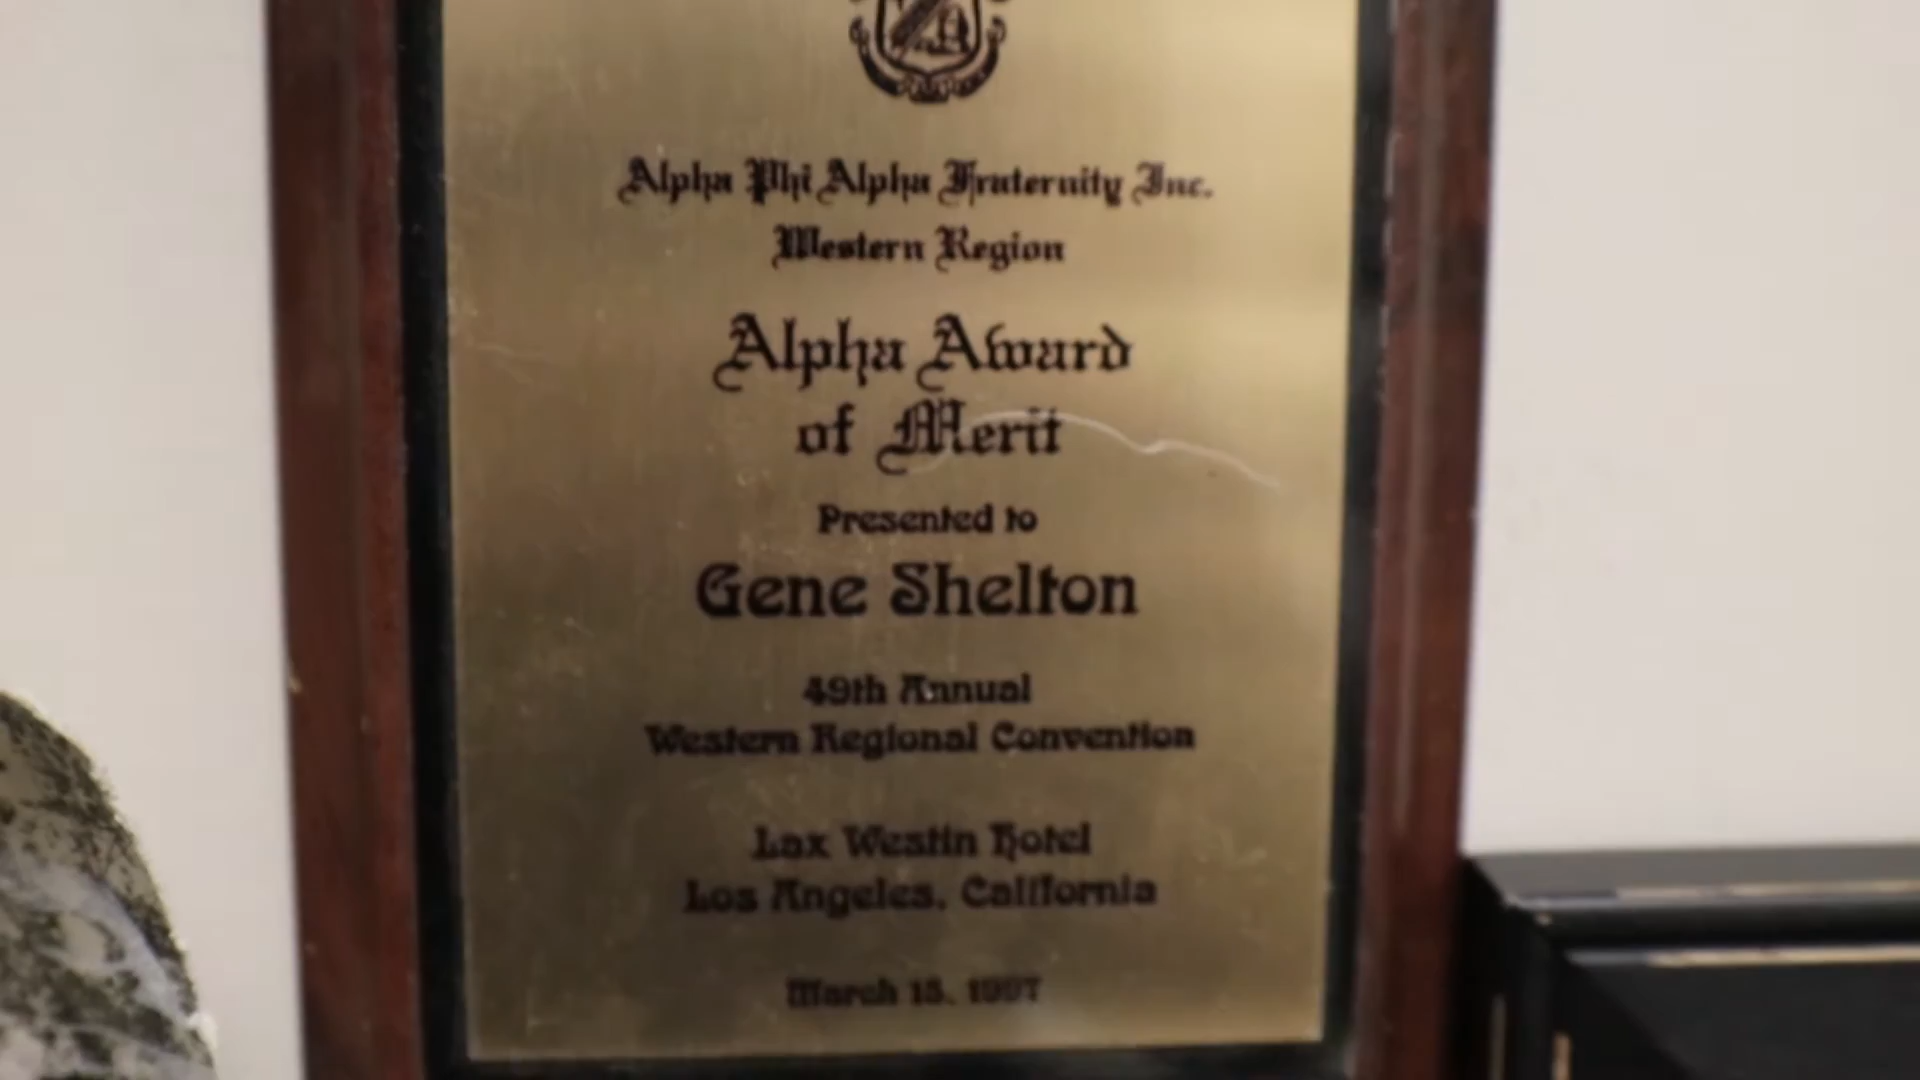 Alpha Phi Alpha Fraternity Inc.
Western Region
Alpha Award
of Merit
Presented to
Gene Shelton
49th Annual
Western Regional Convention
Lax Westin Hotel
Los Angeles, California
March 15, 1997